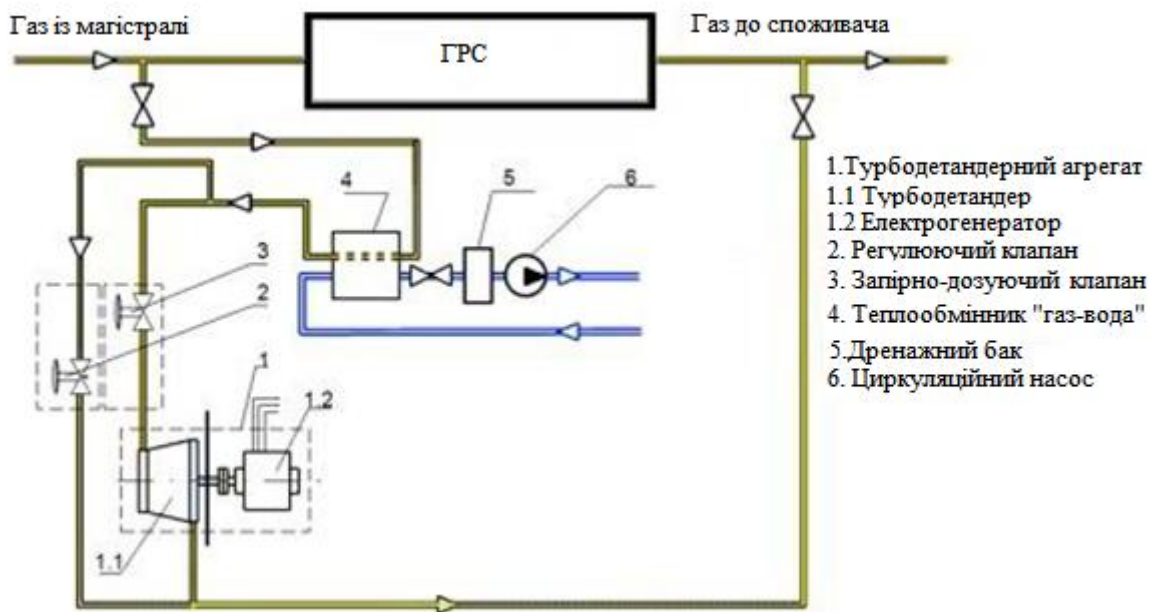 Газ із магістралі
ГРС
Газ до споживача
4
5
6
3
2
1
1.2
1.1
1.Турбодетандерний агрегат
1.1 Турбодетандер
1.2 Електрогенератор
2. Регулюючий клапан
3. Запірно-дозуючий клапан
4. Теплообмінник "газ-вода"
5.Дренажний бак
6. Циркуляційний насос